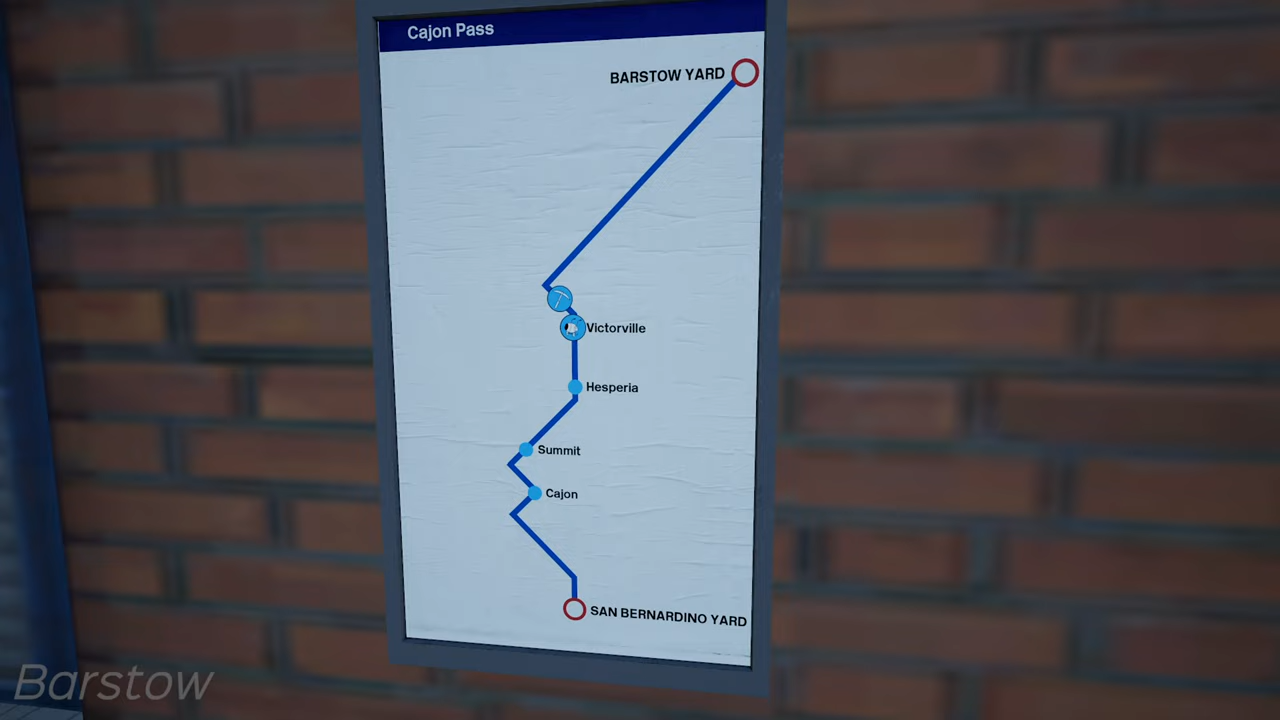 Cajon Pass
BARSTOW YARD
Victorville
Hesperia
Summit
Cajon
SAN BERNARDINO YARD
Barstow